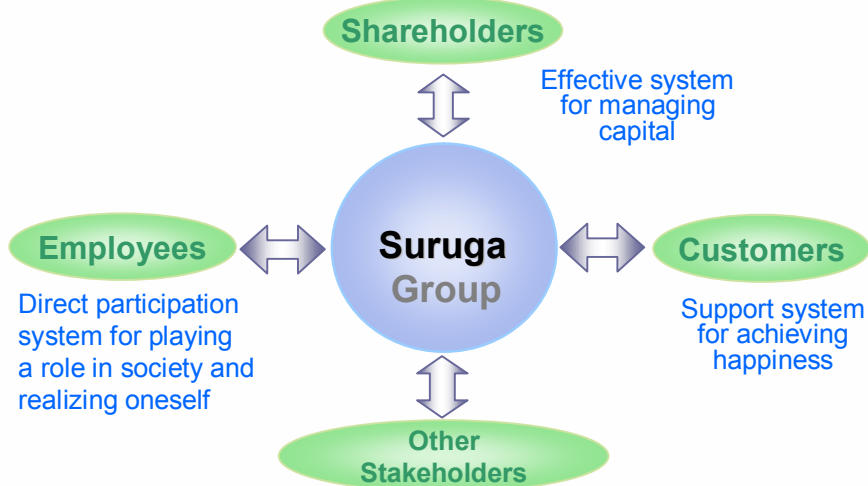 Shareholders
Effective system
for managing
capital
Employees
Suruga
Group
Customers
Direct participation
system for playing
a role in society and
realizing oneself
Support system
for achieving
happiness
Other
Stakeholders